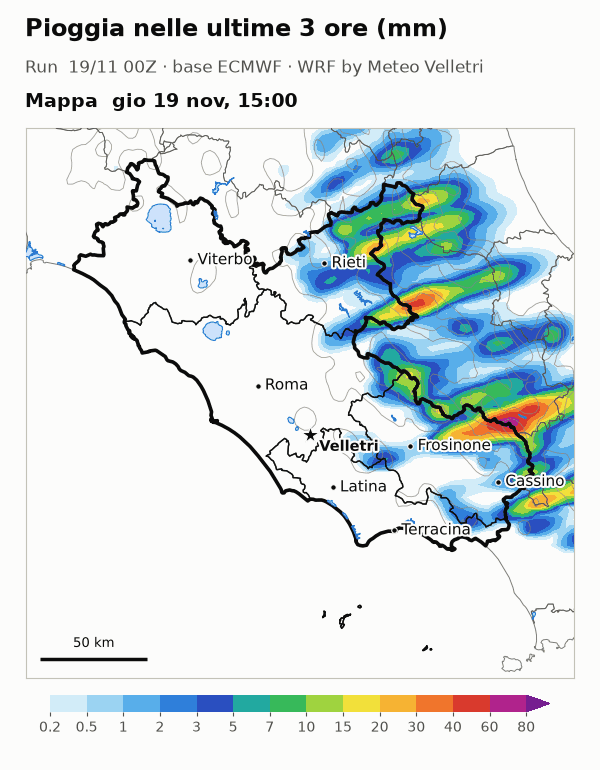 Pioggia nelle ultime 3 ore (mm)
Run  19/11 00Z · base ECMWF · WRF by Meteo Velletri
Mappa  gio 19 nov, 15:00
Viterbo
Rieti
Roma
Velletri
Frosinone
Latina
Cassino
Terracina
50 km
0.2 0.5 1 2 3 5 7 10 15 20 30 40 60 80